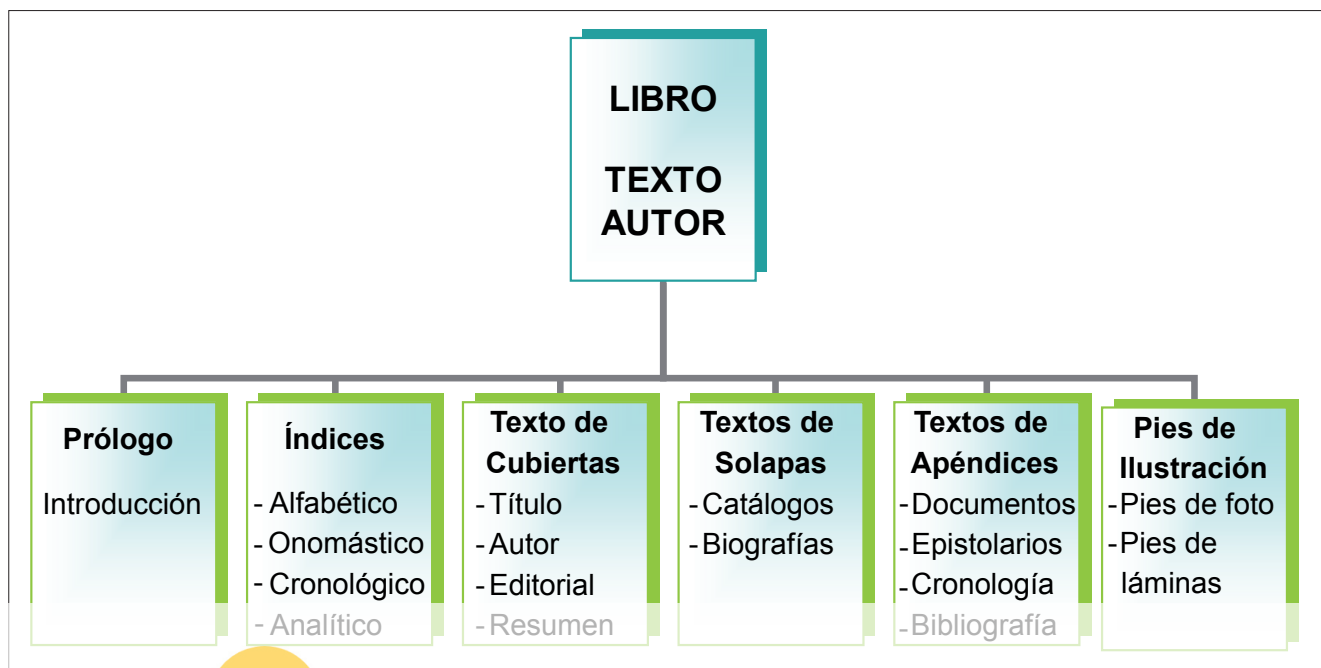 LIBRO
TEXTO
AUTOR
Prólogo
Introducción
Índices
- Alfabético
- Onomástico
- Cronológico
- Analítico
Texto de
Cubiertas
- Título
- Autor
- Editorial
- Resumen
Textos de
Solapas
- Catálogos
- Biografías
Textos de
Apéndices
- Documentos
- Epistolarios
- Cronología
- Bibliografía
Pies de
Ilustración
- Pies de foto
- Pies de
láminas